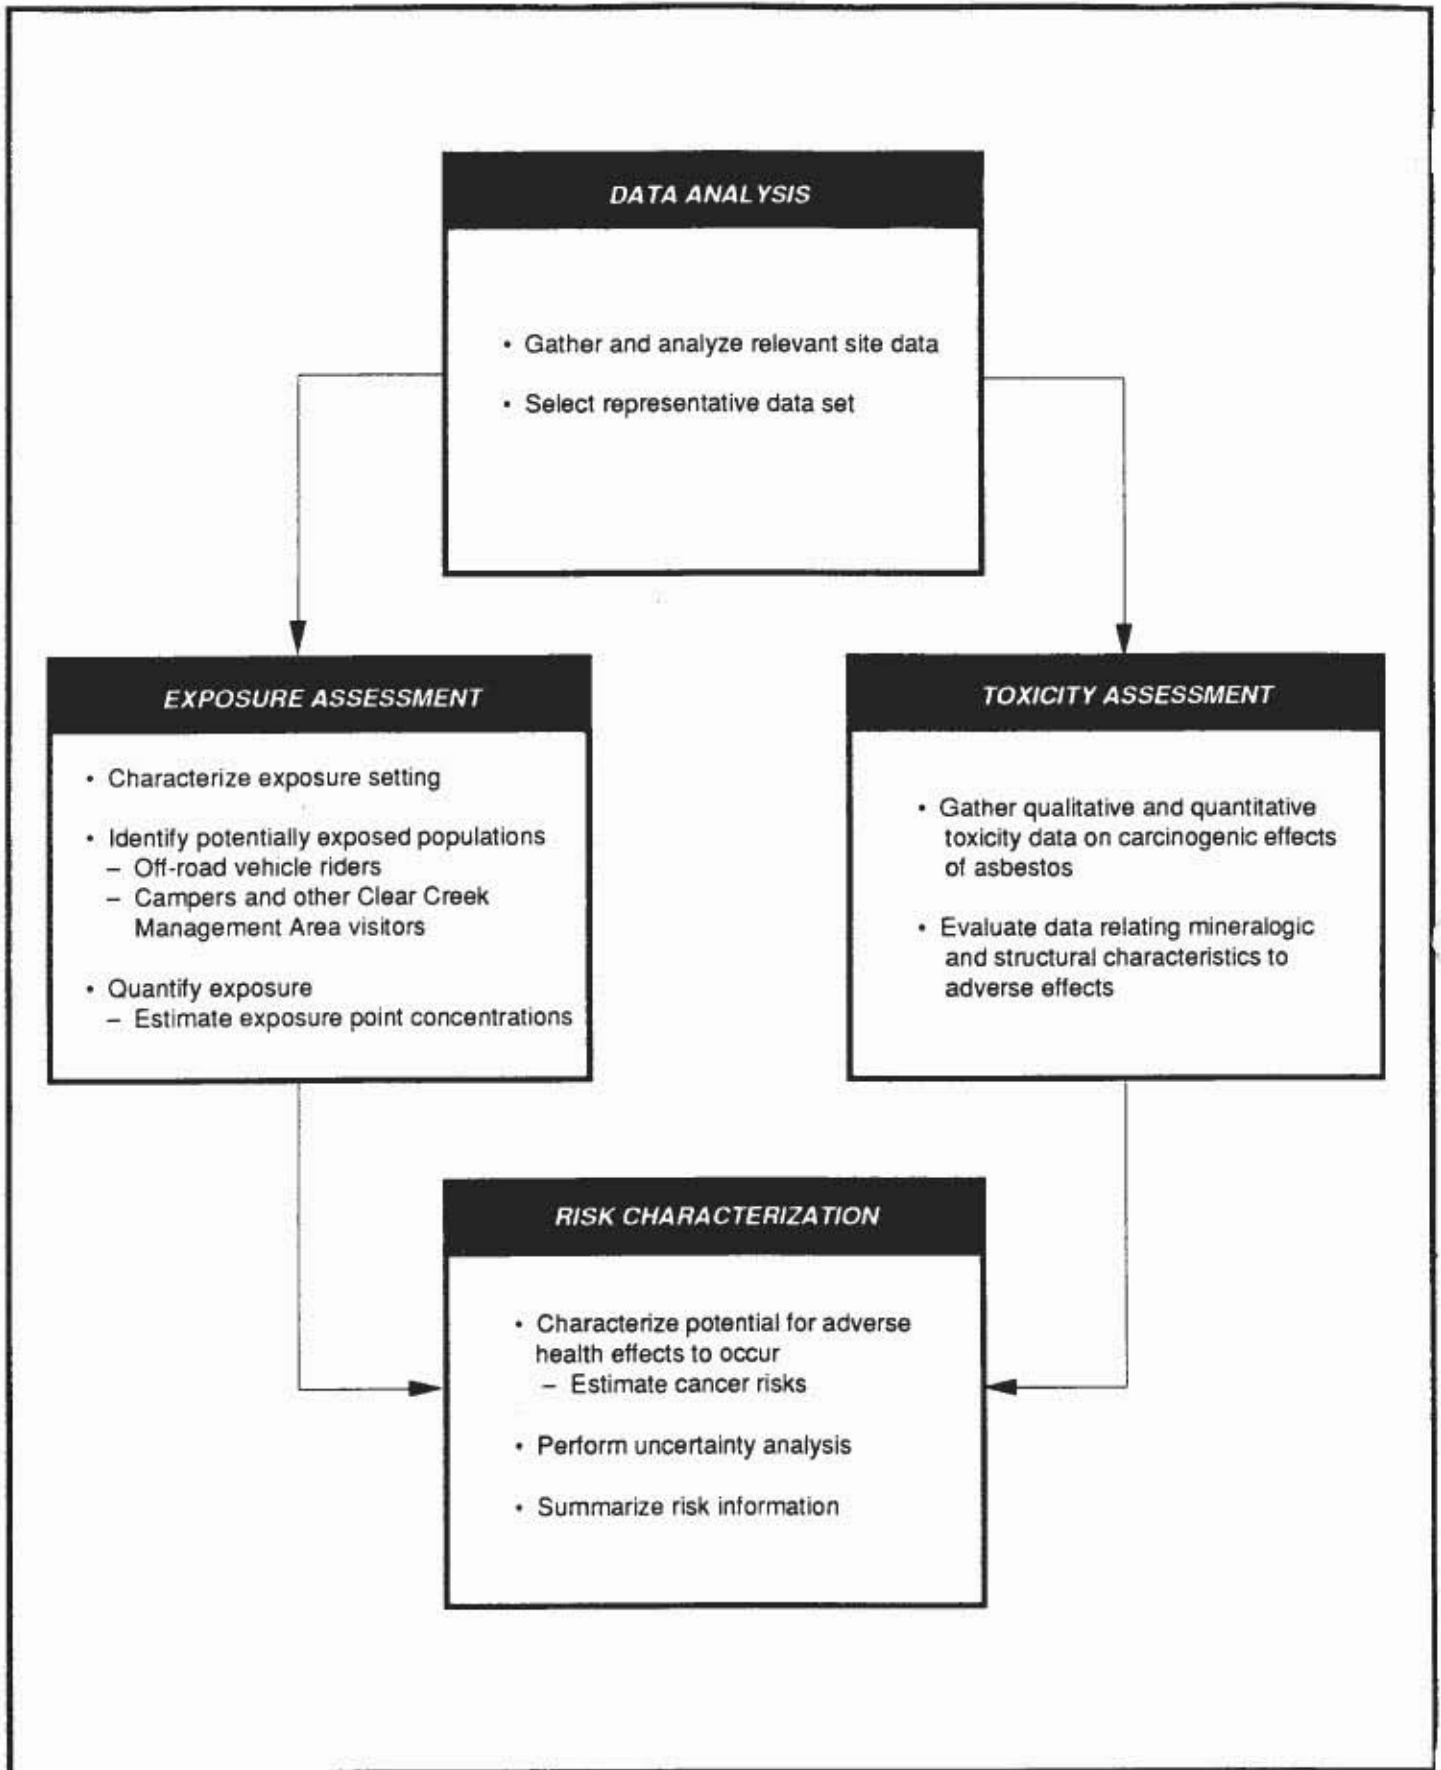 DATA ANALYSIS
• Gather and analyze relevant site data
• Select representative data set
EXPOSURE ASSESSMENT
• Characterize exposure setting
• Identify potentially exposed populations
– Off-road vehicle riders
– Campers and other Clear Creek
Management Area visitors
• Quantify exposure
– Estimate exposure point concentrations
TOXICITY ASSESSMENT
• Gather qualitative and quantitative
toxicity data on carcinogenic effects
of asbestos
• Evaluate data relating mineralogic
and structural characteristics to
adverse effects
RISK CHARACTERIZATION
• Characterize potential for adverse
health effects to occur
– Estimate cancer risks
• Perform uncertainty analysis
• Summarize risk information